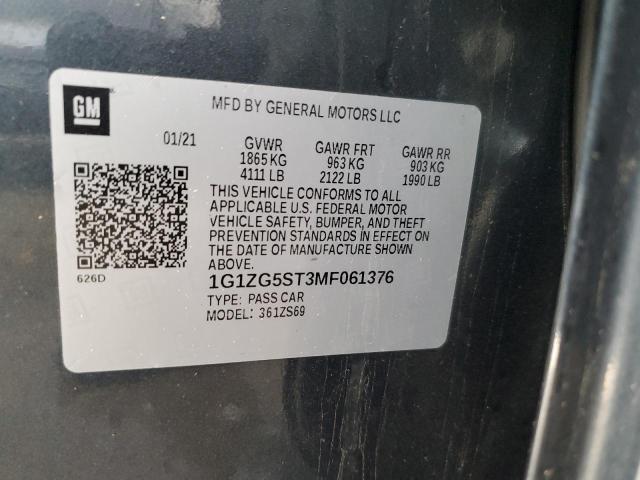 GM
MFD BY GENERAL MOTORS LLC
01/21 GVWR GAWR FRT GAWR RR
1865 KG 963 KG 903 KG
4111 LB 2122 LB 1990 LB
THIS VEHICLE CONFORMS TO ALL
APPLICABLE U.S. FEDERAL MOTOR
VEHICLE SAFETY, BUMPER, AND THEFT
PREVENTION STANDARDS IN EFFECT ON
THE DATE OF MANUFACTURE SHOWN
ABOVE.
626D
1G1ZG5ST3MF061376
TYPE: PASS CAR
MODEL: 361ZS69